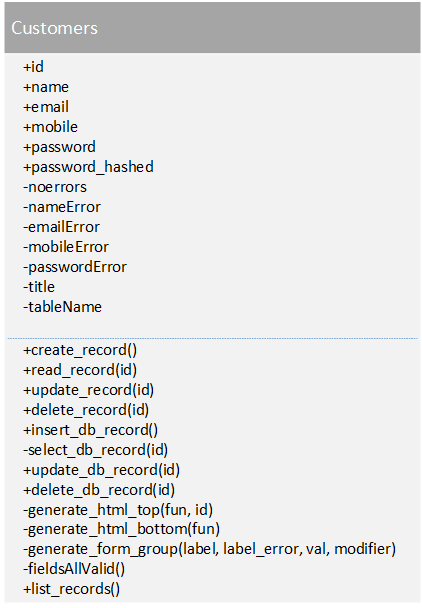 Customers
+id
+name
+email
+mobile
+password
+password_hashed
-noerrors
-nameError
-emailError
-mobileError
-passwordError
-title
-tableName
+create_record()
+read_record(id)
+update_record(id)
+delete_record(id)
+insert_db_record()
-select_db_record(id)
+update_db_record(id)
+delete_db_record(id)
-generate_html_top(fun, id)
-generate_html_bottom(fun)
-generate_form_group(label, label_error, val, modifier)
-fieldsAllValid()
+list_records()